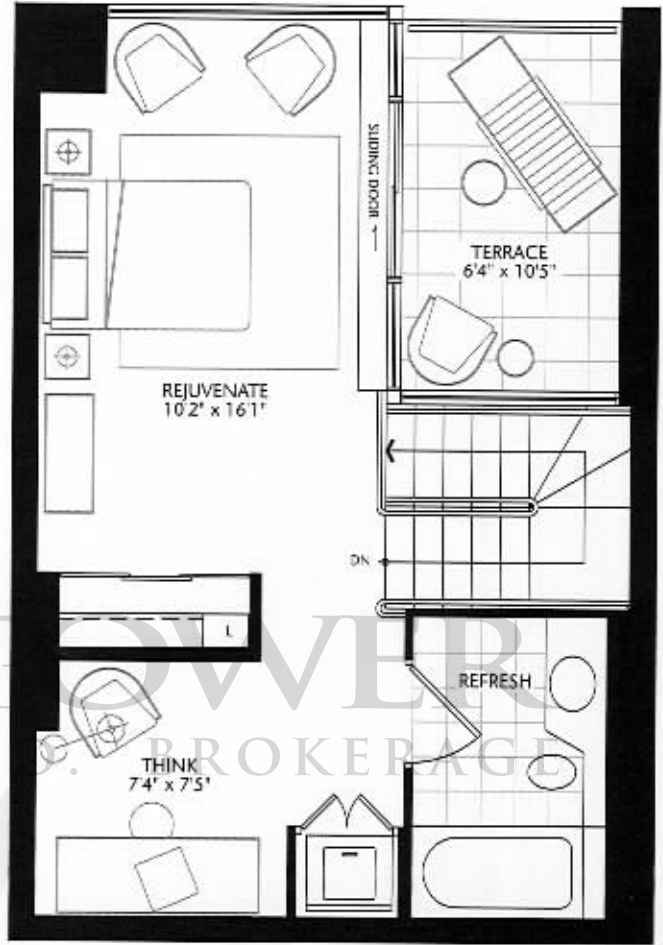 SLIDING DOOR
TERRACE
6'4" x 10'5"
REJUVENATE
10'2" x 16'1"
DN
L
REFRESH
THINK
7'4" x 7'5"
TOWER
BROKERAGE